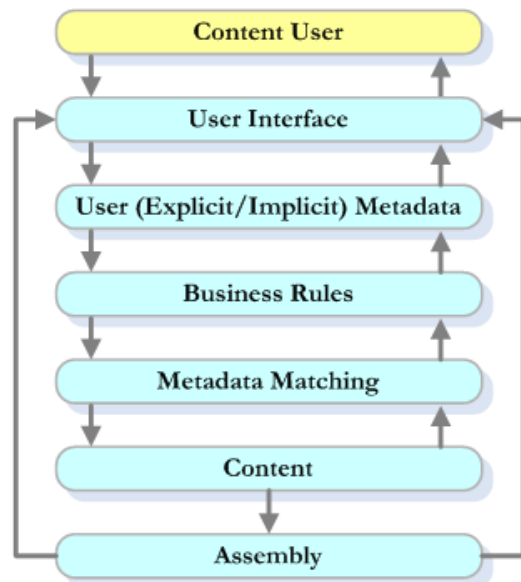 Content User
User Interface
User (Explicit/Implicit) Metadata
Business Rules
Metadata Matching
Content
Assembly